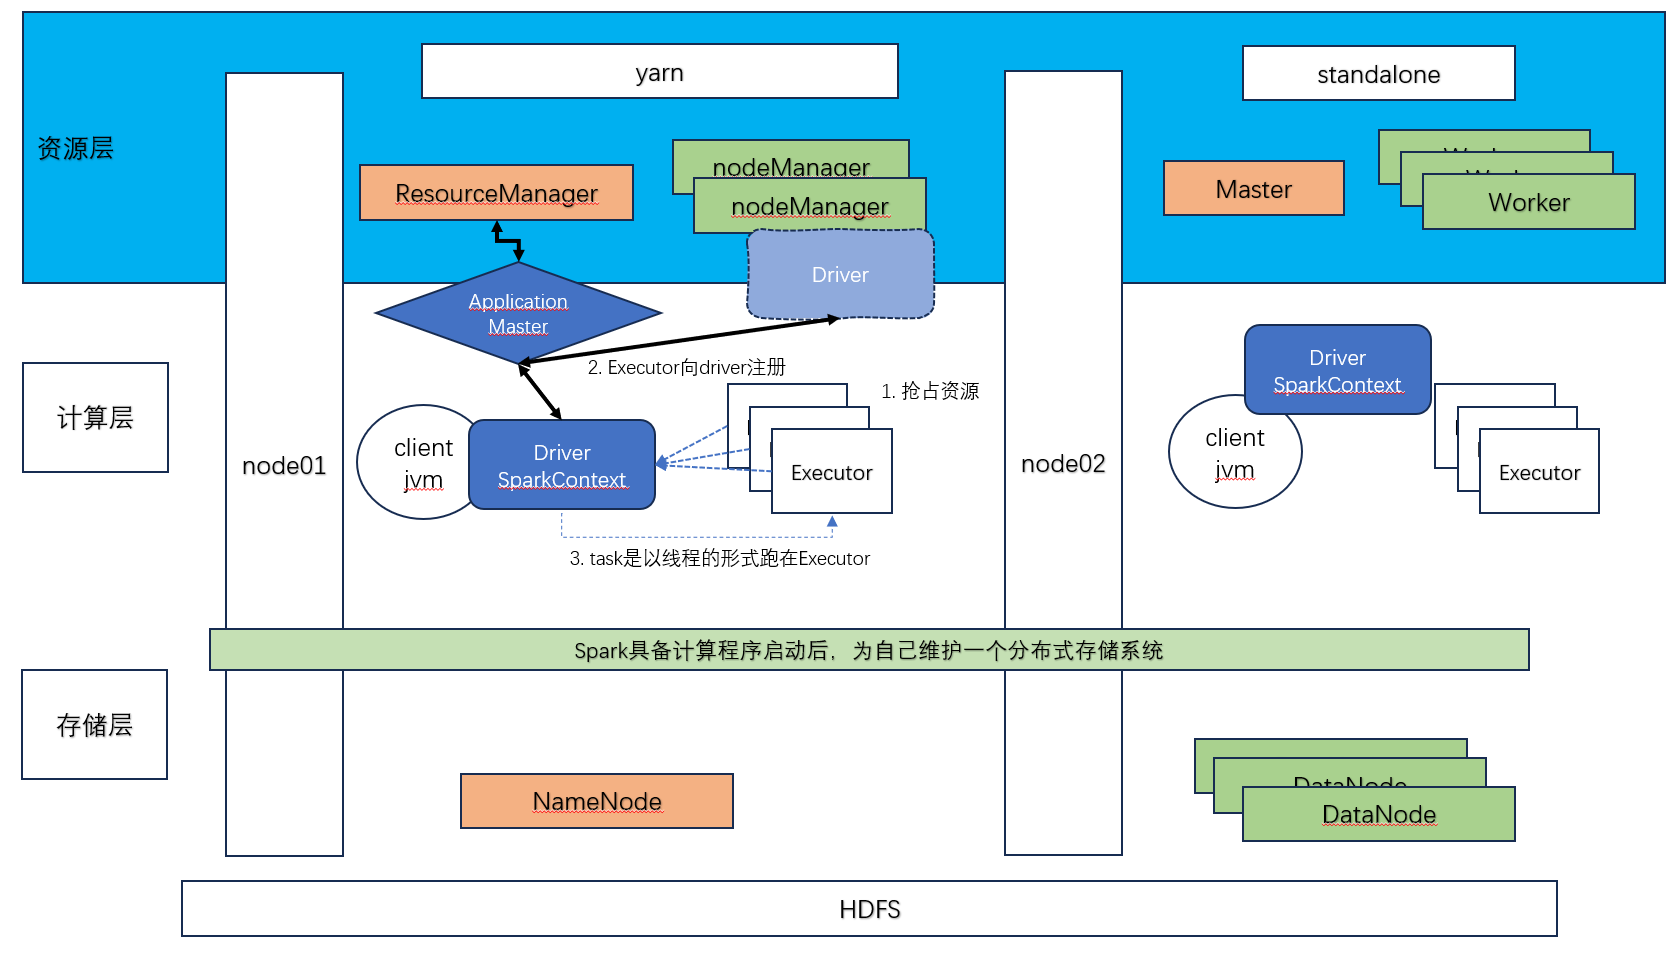 yarn
standalone
资源层
nodeManager
nodeManager
ResourceManager
Master
Worker
Driver
Application
Master
2. Executor向driver注册
1. 抢占资源
Driver
SparkContext
计算层
node01
client
jvm
Driver
SparkContext
Executor
node02
client
jvm
Executor
3. task是以线程的形式跑在Executor
Spark具备计算程序启动后，为自己维护一个分布式存储系统
存储层
NameNode
DataNode
DataNode
HDFS